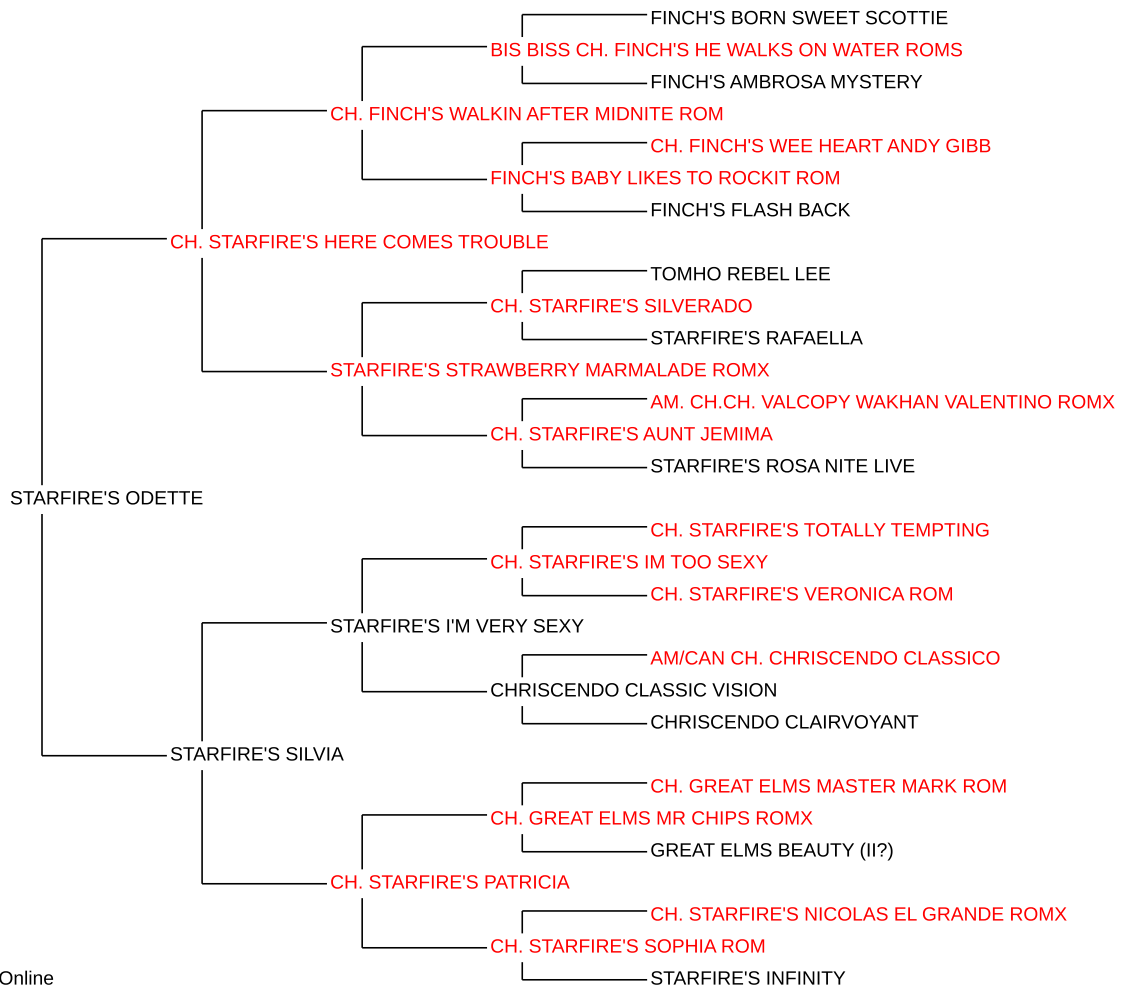 FINCH'S BORN SWEET SCOTTIE
BIS BISS CH. FINCH'S HE WALKS ON WATER ROMS
FINCH'S AMBROSA MYSTERY
CH. FINCH'S WALKIN AFTER MIDNITE ROM
CH. FINCH'S WEE HEART ANDY GIBB
FINCH'S BABY LIKES TO ROCKIT ROM
FINCH'S FLASH BACK
CH. STARFIRE'S HERE COMES TROUBLE
TOMHO REBEL LEE
CH. STARFIRE'S SILVERADO
STARFIRE'S RAFAELLA
STARFIRE'S STRAWBERRY MARMALADE ROMX
AM. CH.CH. VALCOPY WAKHAN VALENTINO ROMX
CH. STARFIRE'S AUNT JEMIMA
STARFIRE'S ROSA NITE LIVE
STARFIRE'S ODETTE
CH. STARFIRE'S TOTALLY TEMPTING
CH. STARFIRE'S IM TOO SEXY
CH. STARFIRE'S VERONICA ROM
STARFIRE'S I'M VERY SEXY
AM/CAN CH. CHRISCENDO CLASSICO
CHRISCENDO CLASSIC VISION
CHRISCENDO CLAIRVOYANT
STARFIRE'S SILVIA
CH. GREAT ELMS MASTER MARK ROM
CH. GREAT ELMS MR CHIPS ROMX
GREAT ELMS BEAUTY (II?)
CH. STARFIRE'S PATRICIA
CH. STARFIRE'S NICOLAS EL GRANDE ROMX
CH. STARFIRE'S SOPHIA ROM
STARFIRE'S INFINITY
Online